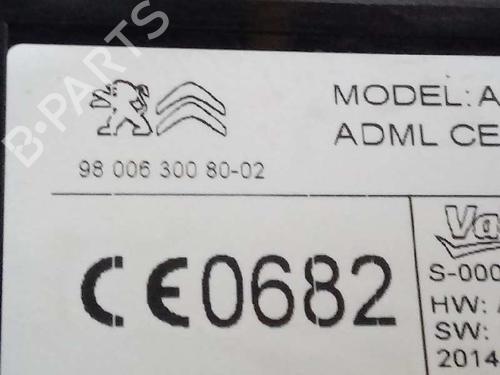 B-PARTS
MODEL: A
ADML CE
98 006 300 80-02
CE0682
Va
S-000
HW: A
SW:
2014